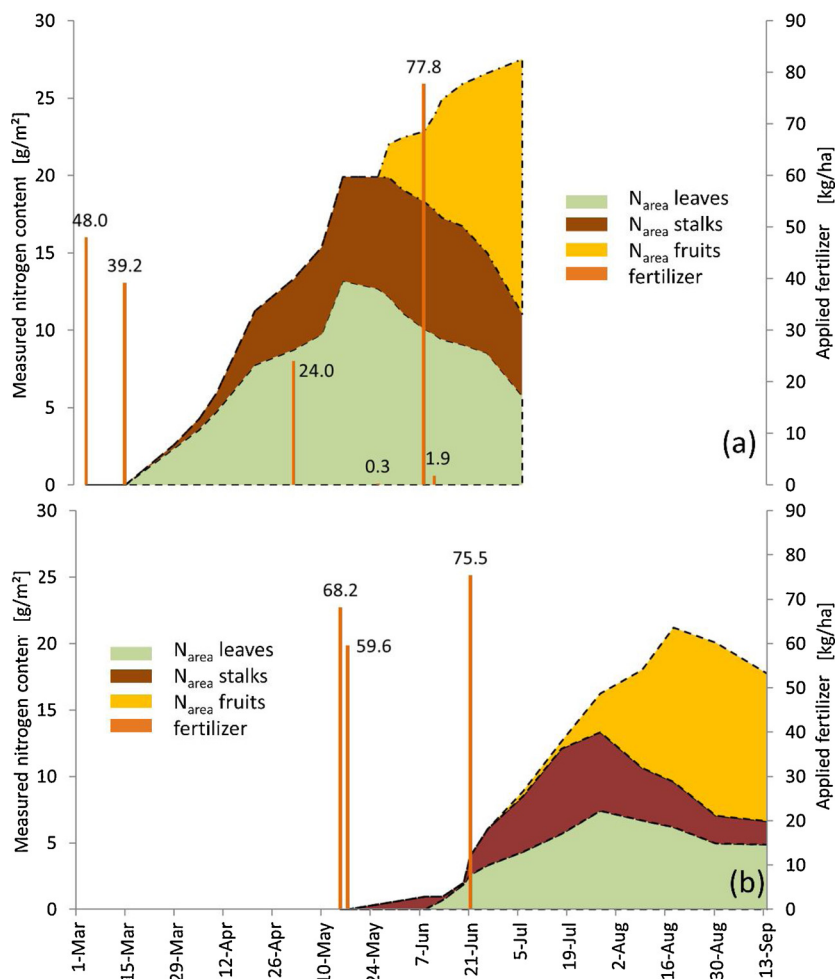 30
25
20
15
10
5
0
Measured nitrogen content [g/m²]
48.0
39.2
24.0
0.3
77.8
1.9
N area leaves
N area stalks
N area fruits
fertilizer
(a)
90
80
70
60
50
40
30
20
10
0
Applied fertilizer [kg/ha]
30
25
20
15
10
5
0
Measured nitrogen conten [g/m²]
68.2
59.6
75.5
N area leaves
N area stalks
N area fruits
fertilizer
(b)
90
80
70
60
50
40
30
20
10
0
Applied fertilizer [kg/ha]
1-Mar
15-Mar
29-Mar
12-Apr
26-Apr
10-May
24-May
7-Jun
21-Jun
5-Jul
19-Jul
2-Aug
16-Aug
30-Aug
13-Sep